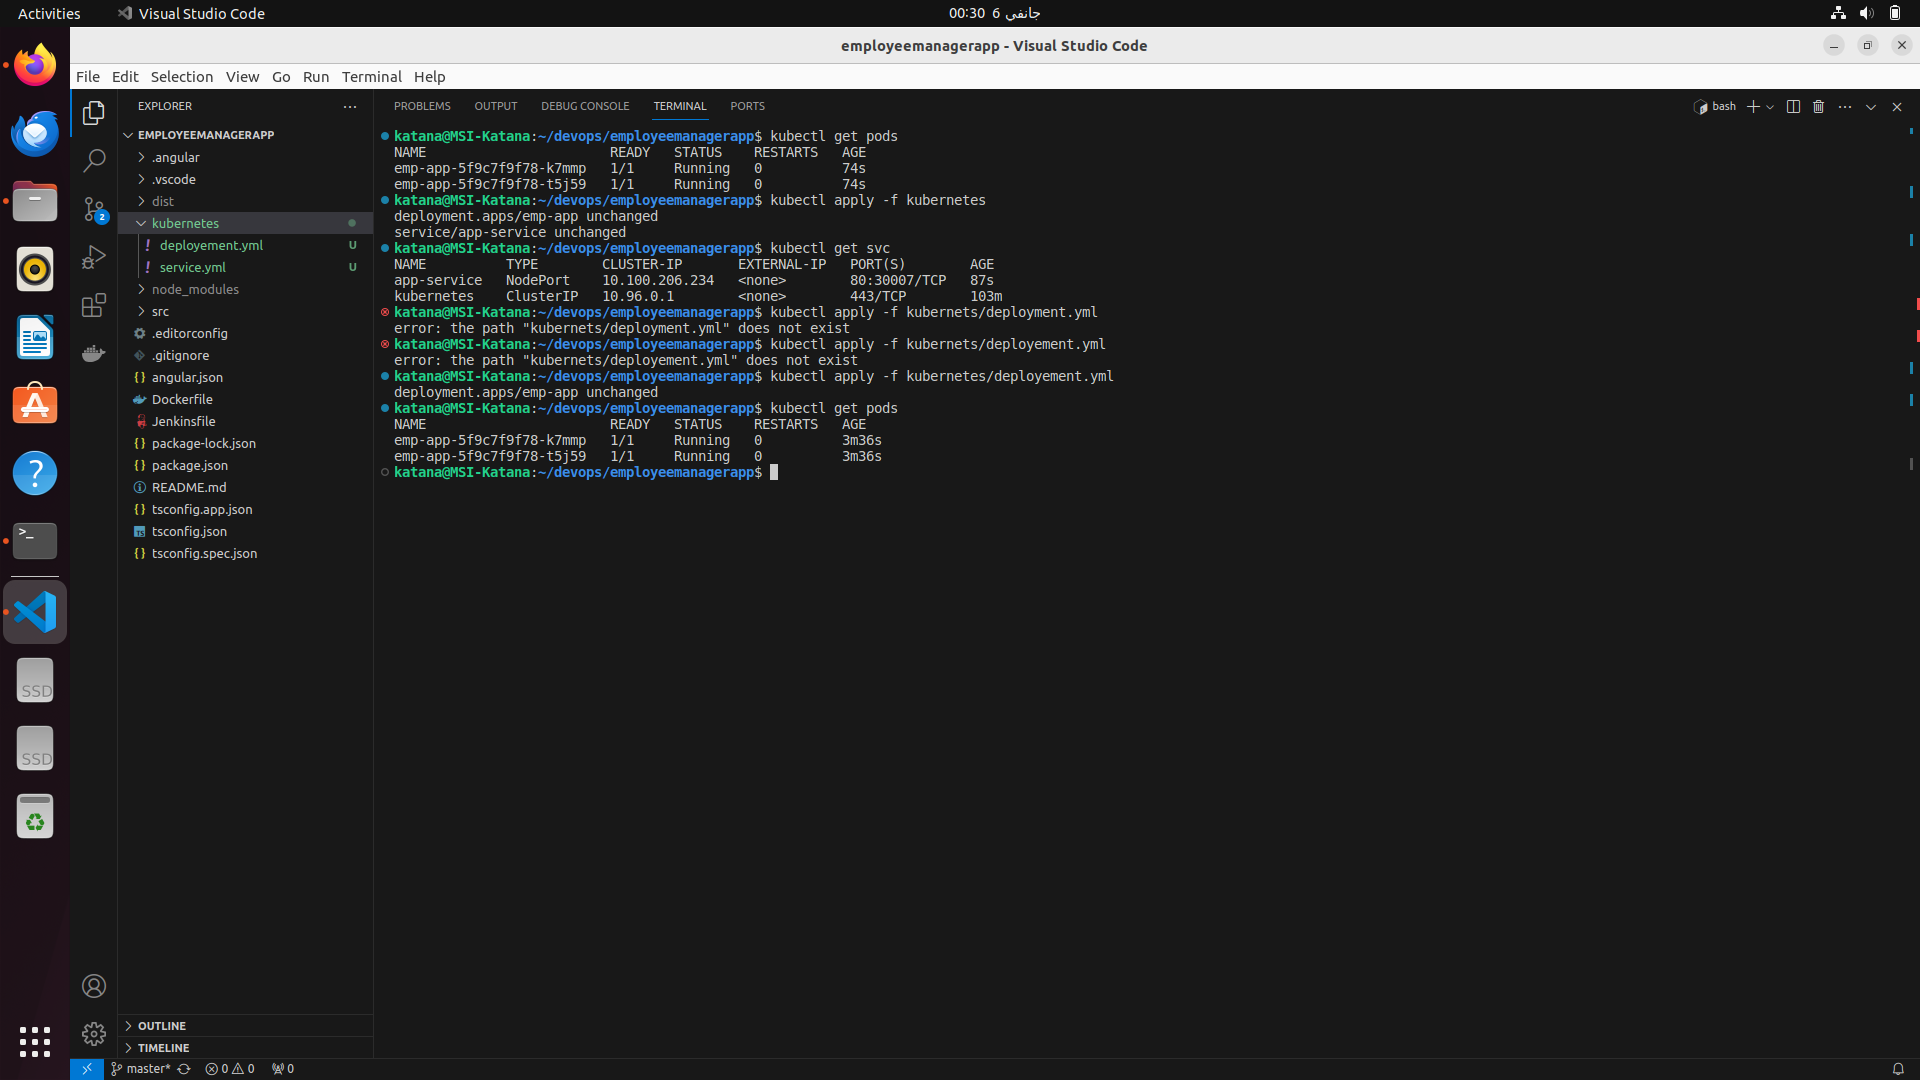 Activities
Visual Studio Code
00:30 6 جانفي
employeemanagerapp - Visual Studio Code
File Edit Selection View Go Run Terminal Help
EXPLORER
EMPLOYEEMANAGERAPP
.angular
.vscode
dist
kubernetes
deployement.yml U
service.yml U
node_modules
src
.editorconfig
.gitignore
angular.json
Dockerfile
Jenkinsfile
package-lock.json
package.json
README.md
tsconfig.app.json
tsconfig.json
tsconfig.spec.json
OUTLINE
TIMELINE
2
PROBLEMS OUTPUT DEBUG CONSOLE TERMINAL PORTS
bash
katana@MSI-Katana:~/devops/employeemanagerapp$ kubectl get pods
NAME READY STATUS RESTARTS AGE
emp-app-5f9c7f9f78-k7mmp 1/1 Running 0 74s
emp-app-5f9c7f9f78-t5j59 1/1 Running 0 74s
katana@MSI-Katana:~/devops/employeemanagerapp$ kubectl apply -f kubernetes
deployment.apps/emp-app unchanged
service/app-service unchanged
katana@MSI-Katana:~/devops/employeemanagerapp$ kubectl get svc
NAME TYPE CLUSTER-IP EXTERNAL-IP PORT(S) AGE
app-service NodePort 10.100.206.234 <none> 80:30007/TCP 87s
kubernetes ClusterIP 10.96.0.1 <none> 443/TCP 103m
katana@MSI-Katana:~/devops/employeemanagerapp$ kubectl apply -f kubernets/deployment.yml
error: the path "kubernets/deployment.yml" does not exist
katana@MSI-Katana:~/devops/employeemanagerapp$ kubectl apply -f kubernets/deployement.yml
error: the path "kubernets/deployement.yml" does not exist
katana@MSI-Katana:~/devops/employeemanagerapp$ kubectl apply -f kubernetes/deployement.yml
deployment.apps/emp-app unchanged
katana@MSI-Katana:~/devops/employeemanagerapp$ kubectl get pods
NAME READY STATUS RESTARTS AGE
emp-app-5f9c7f9f78-k7mmp 1/1 Running 0 3m36s
emp-app-5f9c7f9f78-t5j59 1/1 Running 0 3m36s
katana@MSI-Katana:~/devops/employeemanagerapp$
SSD
SSD
master* 0 0 0